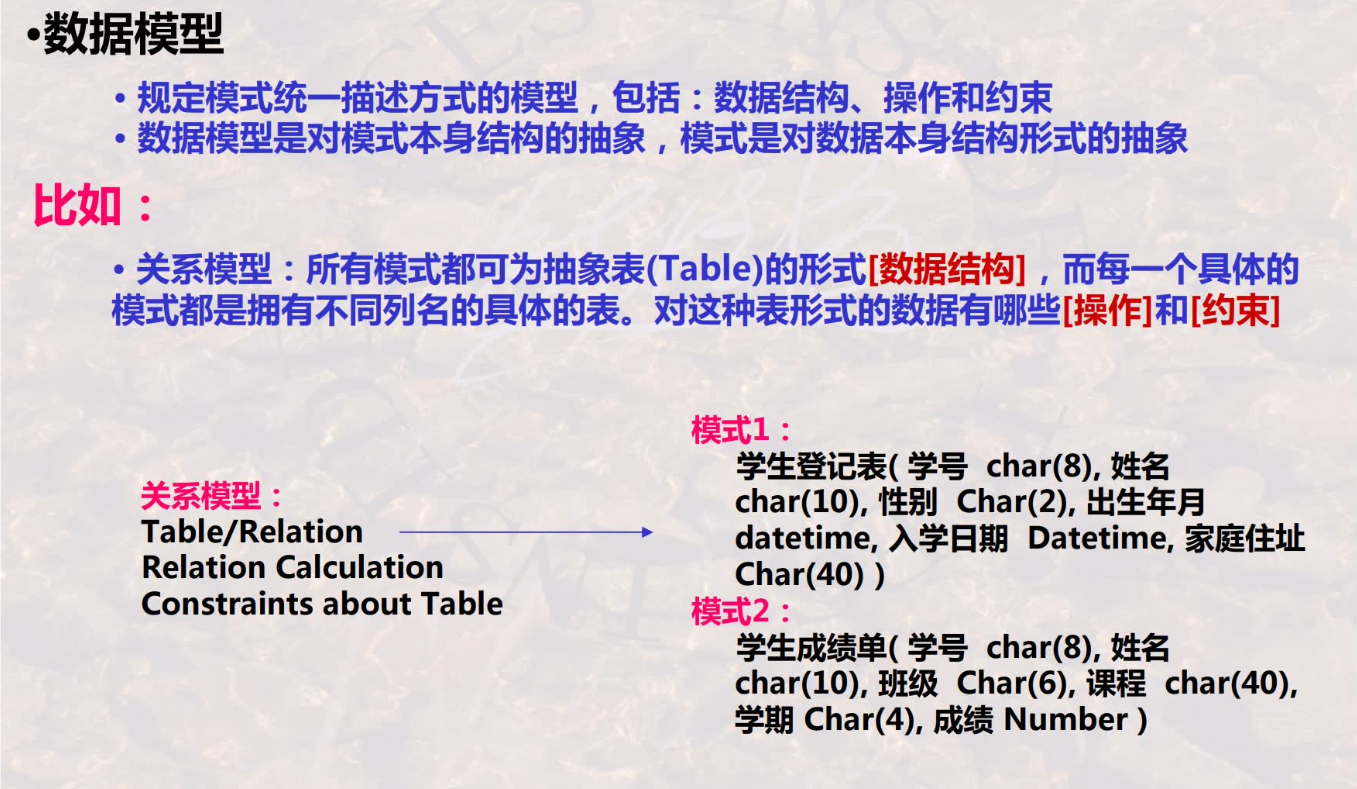 •数据模型
• 规定模式统一描述方式的模型，包括：数据结构、操作和约束
• 数据模型是对模式本身结构的抽象，模式是对数据本身结构形式的抽象
比如：
• 关系模型：所有模式都可为抽象表(Table)的形式[数据结构]，而每一个具体的
模式都是拥有不同列名的具体的表。对这种表形式的数据有哪些[操作]和[约束]
关系模型：
Table/Relation
Relation Calculation
Constraints about Table
模式1：
学生登记表( 学号 char(8), 姓名
char(10), 性别 Char(2), 出生年月
datetime, 入学日期 Datetime, 家庭住址
Char(40) )
模式2：
学生成绩单( 学号 char(8), 姓名
char(10), 班级 Char(6), 课程 char(40),
学期 Char(4), 成绩 Number )